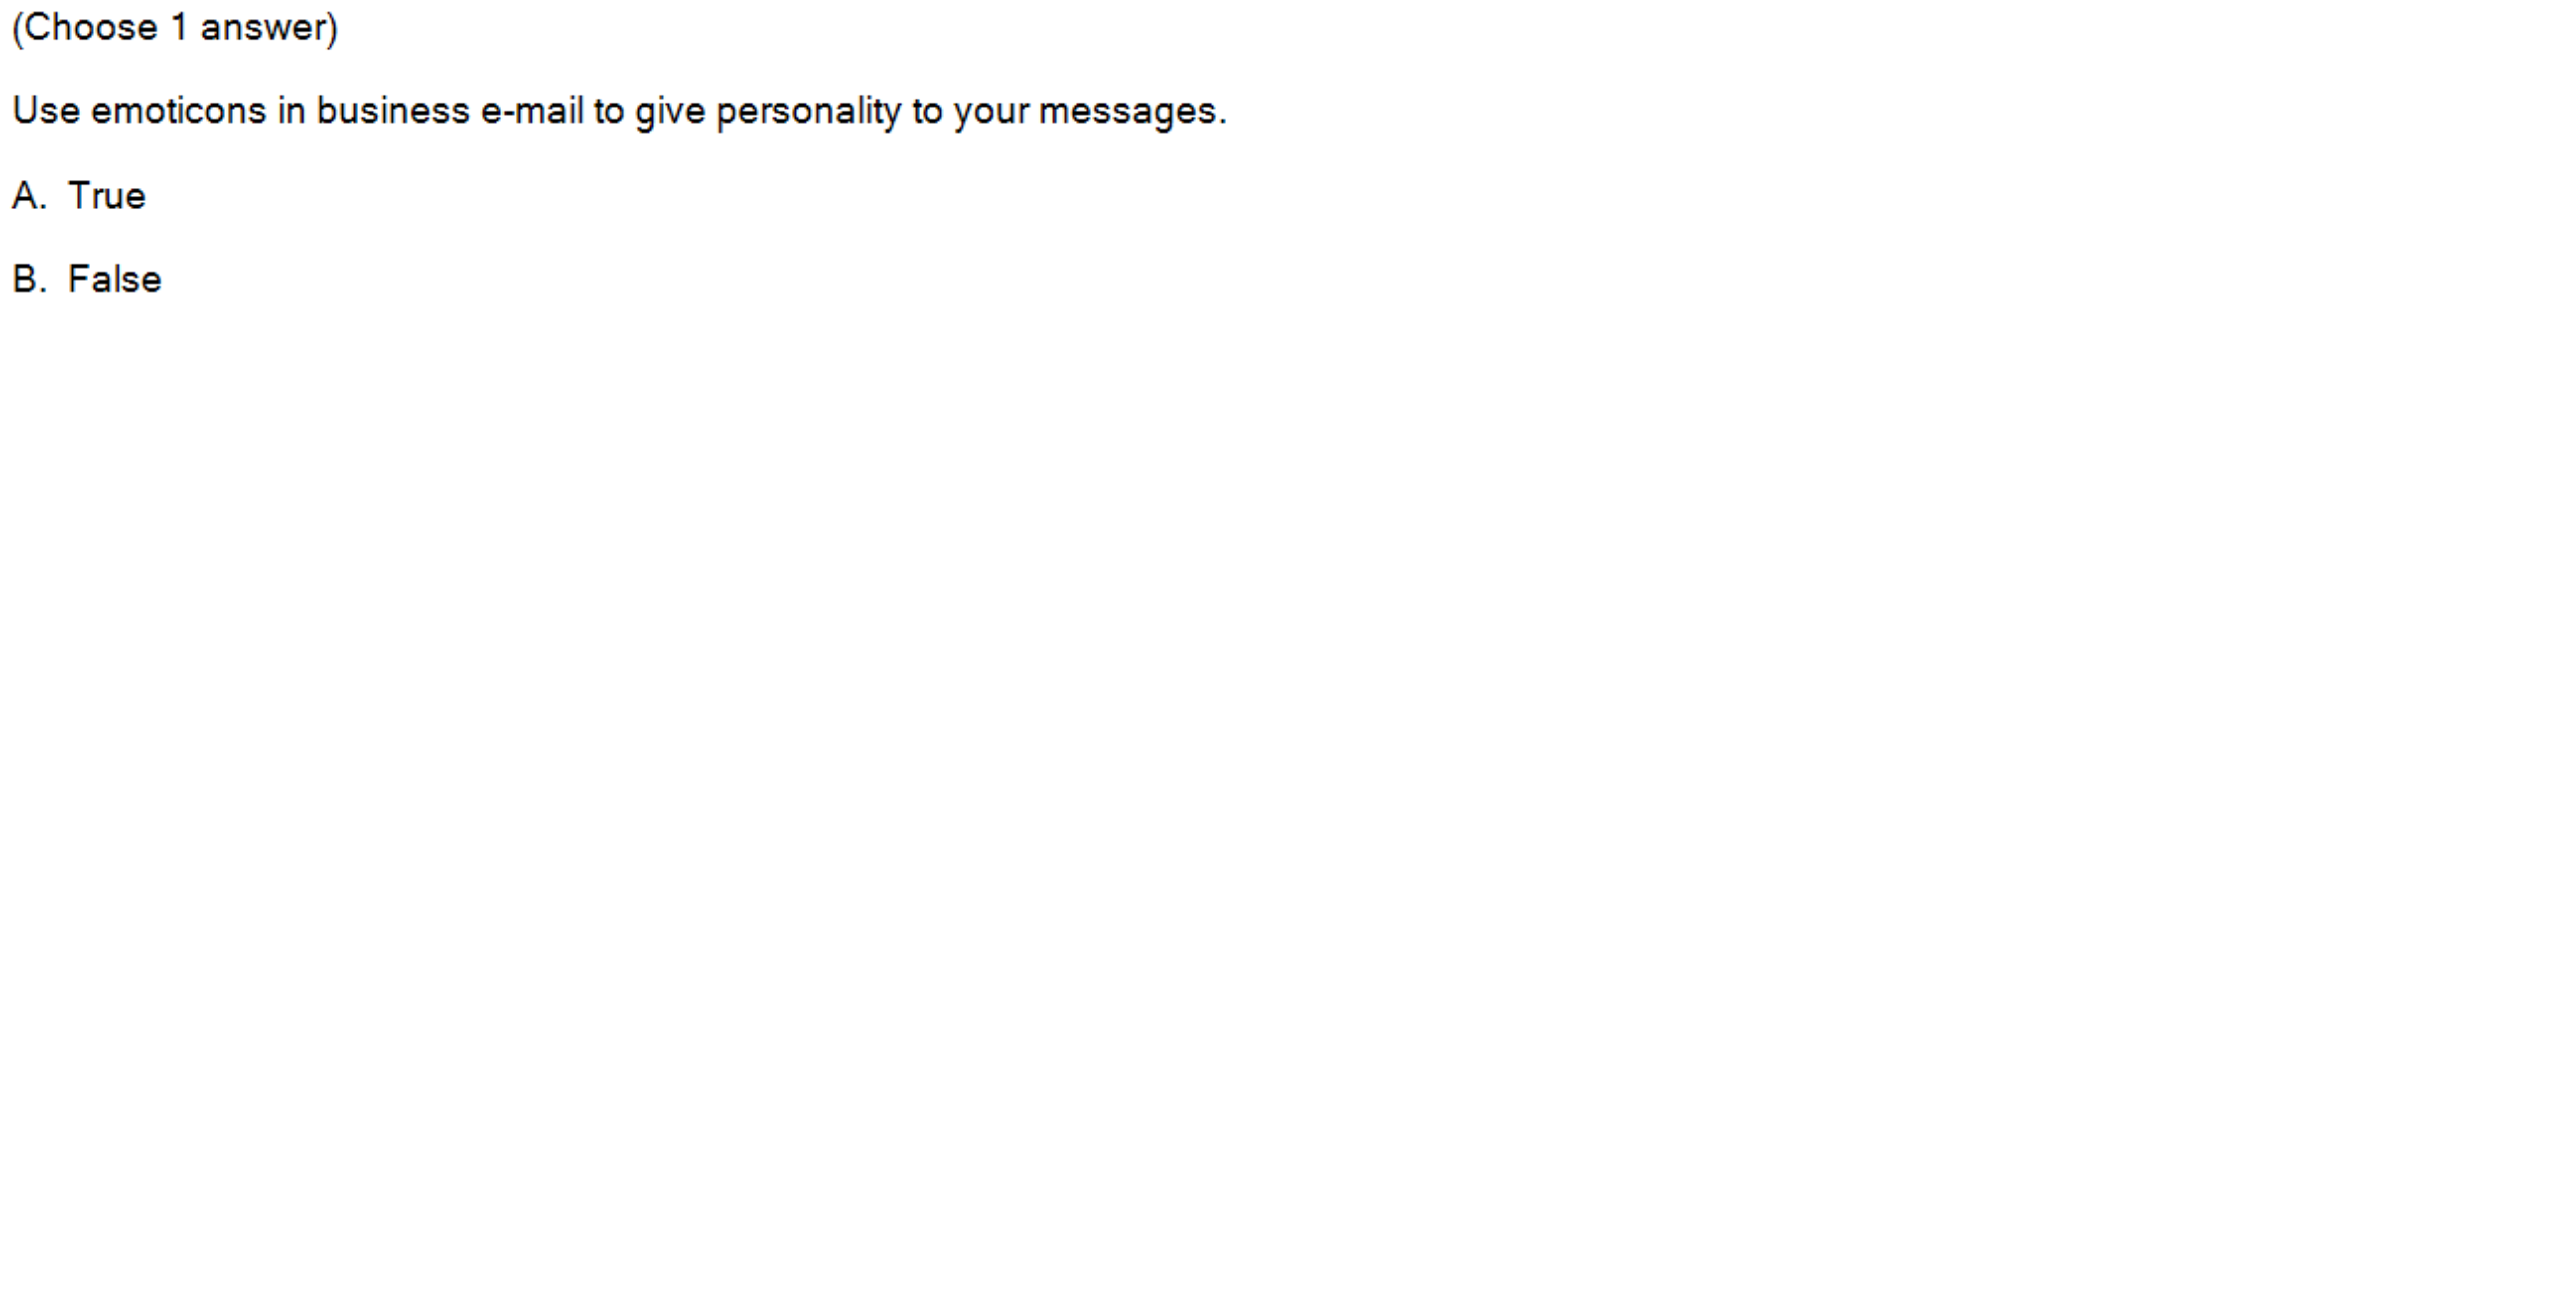 (Choose 1 answer)
Use emoticons in business e-mail to give personality to your messages.
A. True
B. False